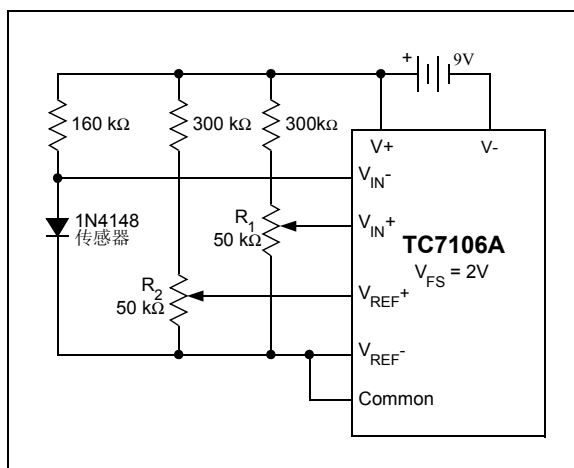 +
9V
160 kΩ
300 kΩ
300kΩ
V+
V-
VIN-
1N4148
传感器
R1
50 kΩ
VIN+
TC7106A
VFS = 2V
R2
50 kΩ
VREF+
VREF-
Common